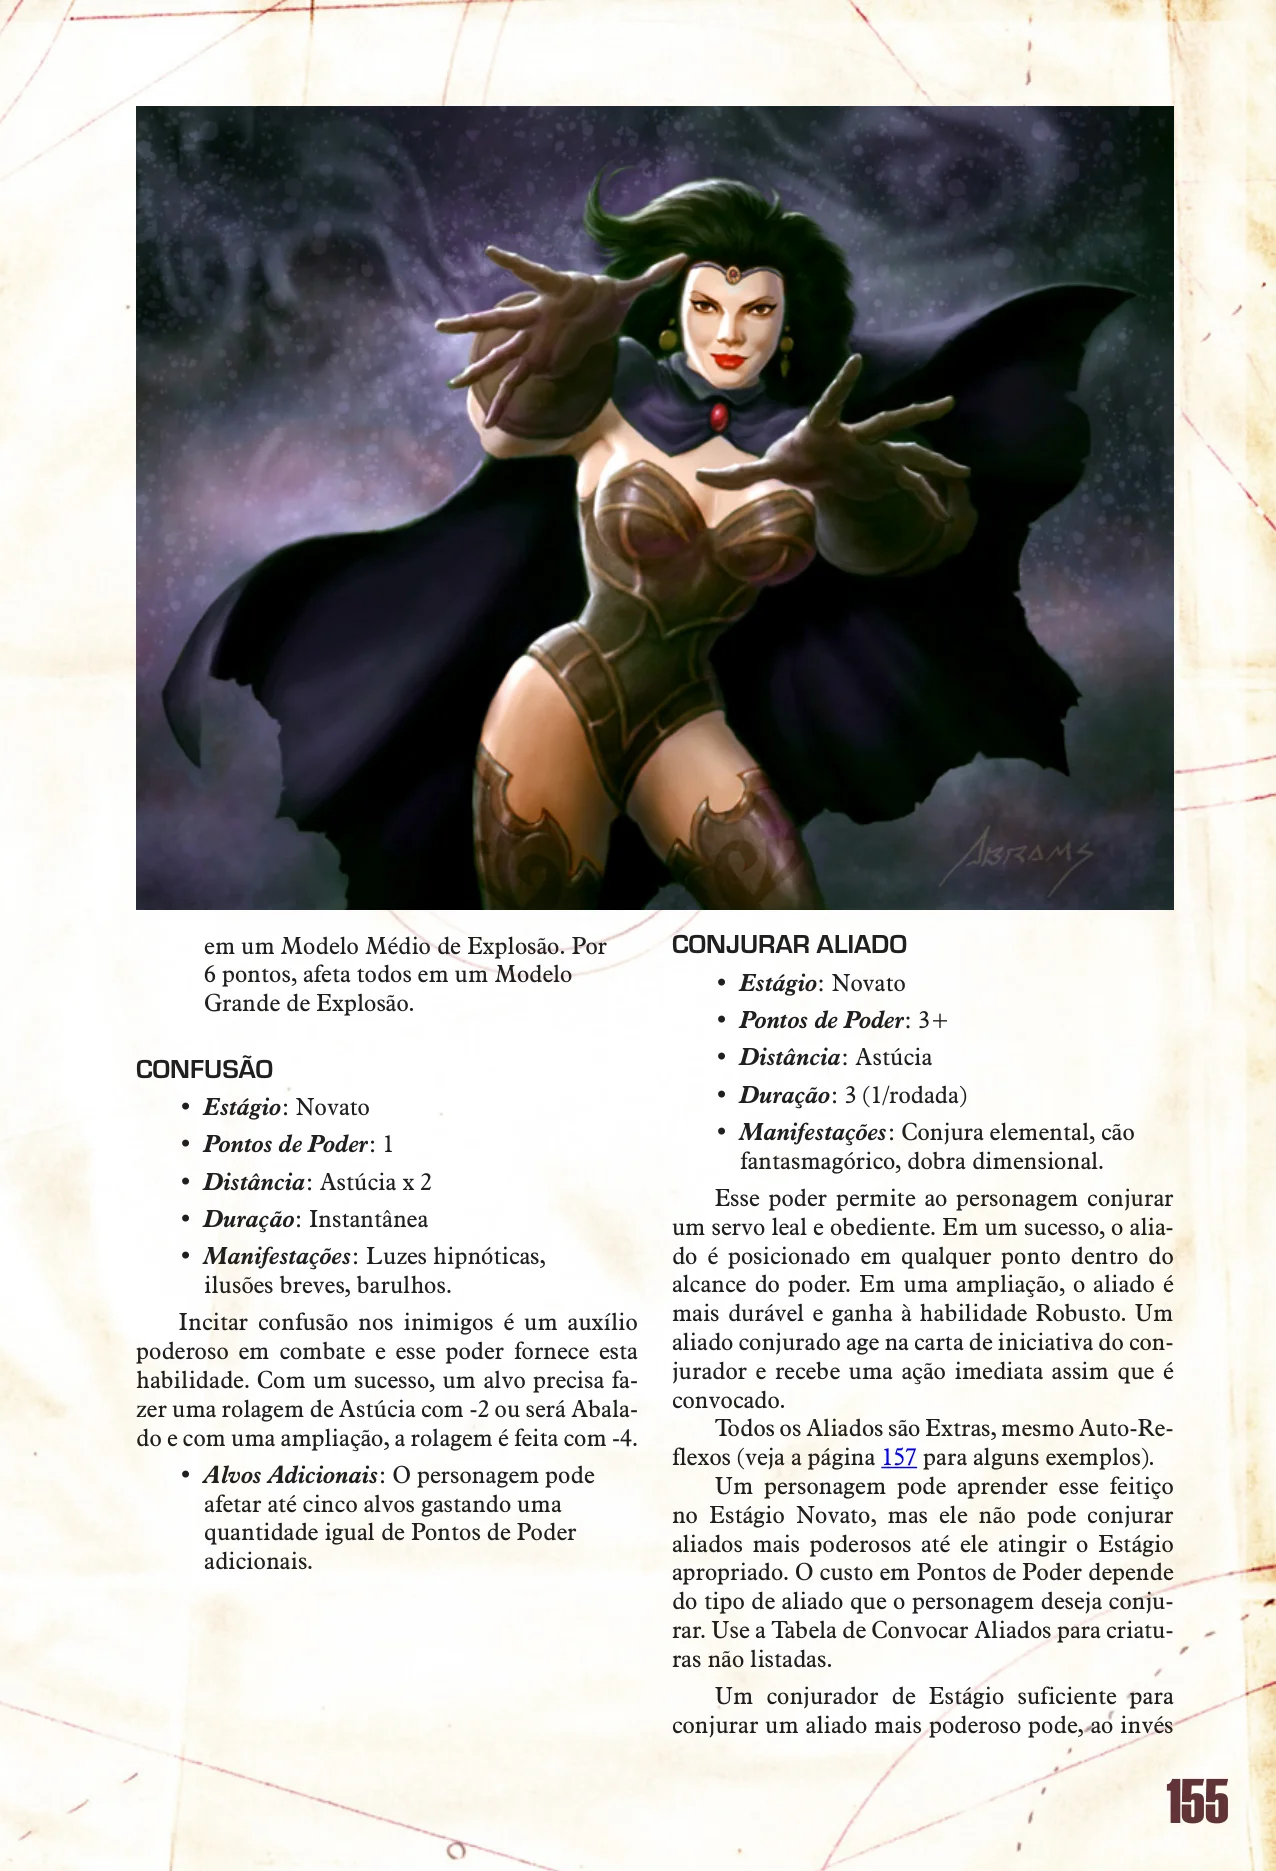 ABRAMS
em um Modelo Médio de Explosão. Por
6 pontos, afeta todos em um Modelo
Grande de Explosão.
CONFUSÃO
• Estágio: Novato
• Pontos de Poder: 1
• Distância: Astúcia x 2
• Duração: Instantânea
• Manifestações: Luzes hipnóticas,
ilusões breves, barulhos.
Incitar confusão nos inimigos é um auxílio
poderoso em combate e esse poder fornece esta
habilidade. Com um sucesso, um alvo precisa fa-
zer uma rolagem de Astúcia com -2 ou será Abala-
do e com uma ampliação, a rolagem é feita com -4.
• Alvos Adicionais: O personagem pode
afetar até cinco alvos gastando uma
quantidade igual de Pontos de Poder
adicionais.
CONJURAR ALIADO
• Estágio: Novato
• Pontos de Poder: 3+
• Distância: Astúcia
• Duração: 3 (1/rodada)
• Manifestações: Conjura elemental, cão
fantasmagórico, dobra dimensional.
Esse poder permite ao personagem conjurar
um servo leal e obediente. Em um sucesso, o alia-
do é posicionado em qualquer ponto dentro do
alcance do poder. Em uma ampliação, o aliado é
mais durável e ganha à habilidade Robusto. Um
aliado conjurado age na carta de iniciativa do con-
jurador e recebe uma ação imediata assim que é
convocado.
Todos os Aliados são Extras, mesmo Auto-Re-
flexos (veja a página 157 para alguns exemplos).
Um personagem pode aprender esse feitiço
no Estágio Novato, mas ele não pode conjurar
aliados mais poderosos até ele atingir o Estágio
apropriado. O custo em Pontos de Poder depende
do tipo de aliado que o personagem deseja conju-
rar. Use a Tabela de Convocar Aliados para criatu-
ras não listadas.
Um conjurador de Estágio suficiente para
conjurar um aliado mais poderoso pode, ao invés
155